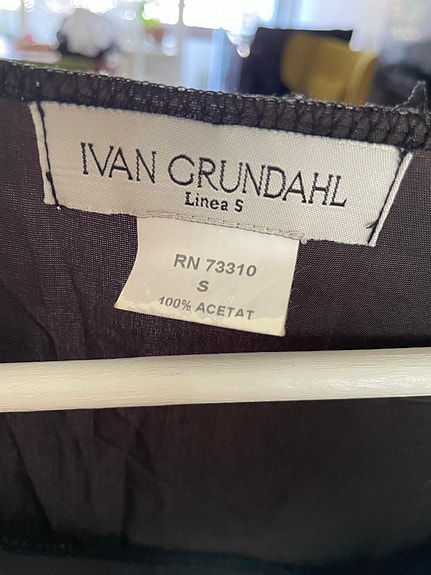 IVAN GRUNDAHL
Linea S
RN 73310
S
100% ACETAT